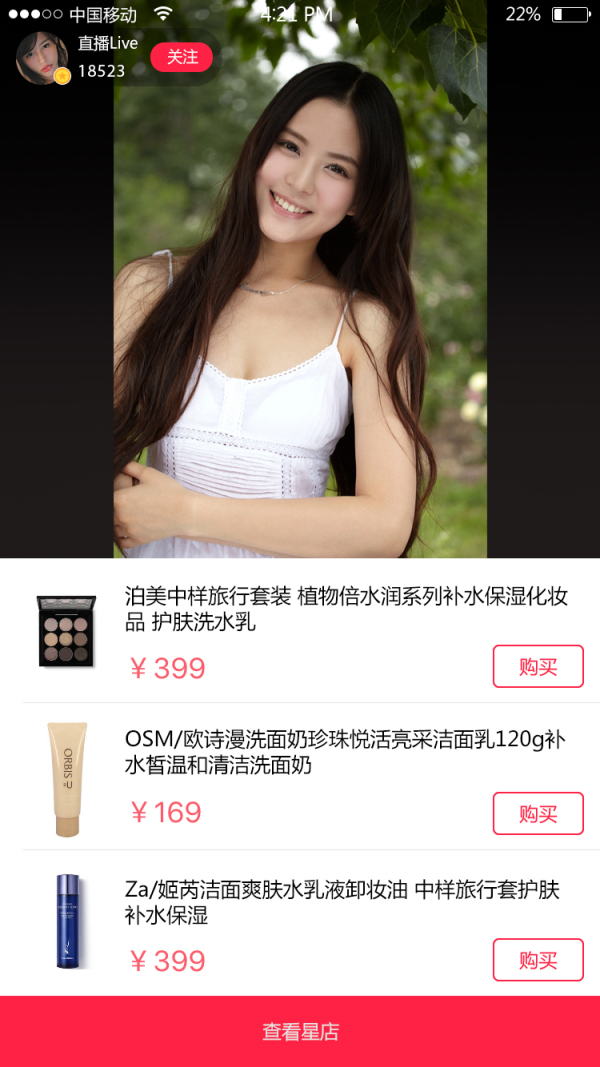 中国移动
4:21 PM
22%
直播Live
18523
关注
泊美中样旅行套装 植物倍水润系列补水保湿化妆
品 护肤洗水乳
￥399
购买
ORBIS U
OSM/欧诗漫洗面奶珍珠悦活亮采洁面乳120g补
水皙温和清洁洗面奶
￥169
购买
Za/姬芮洁面爽肤水乳液卸妆油 中样旅行套护肤
补水保湿
￥399
购买
查看星店